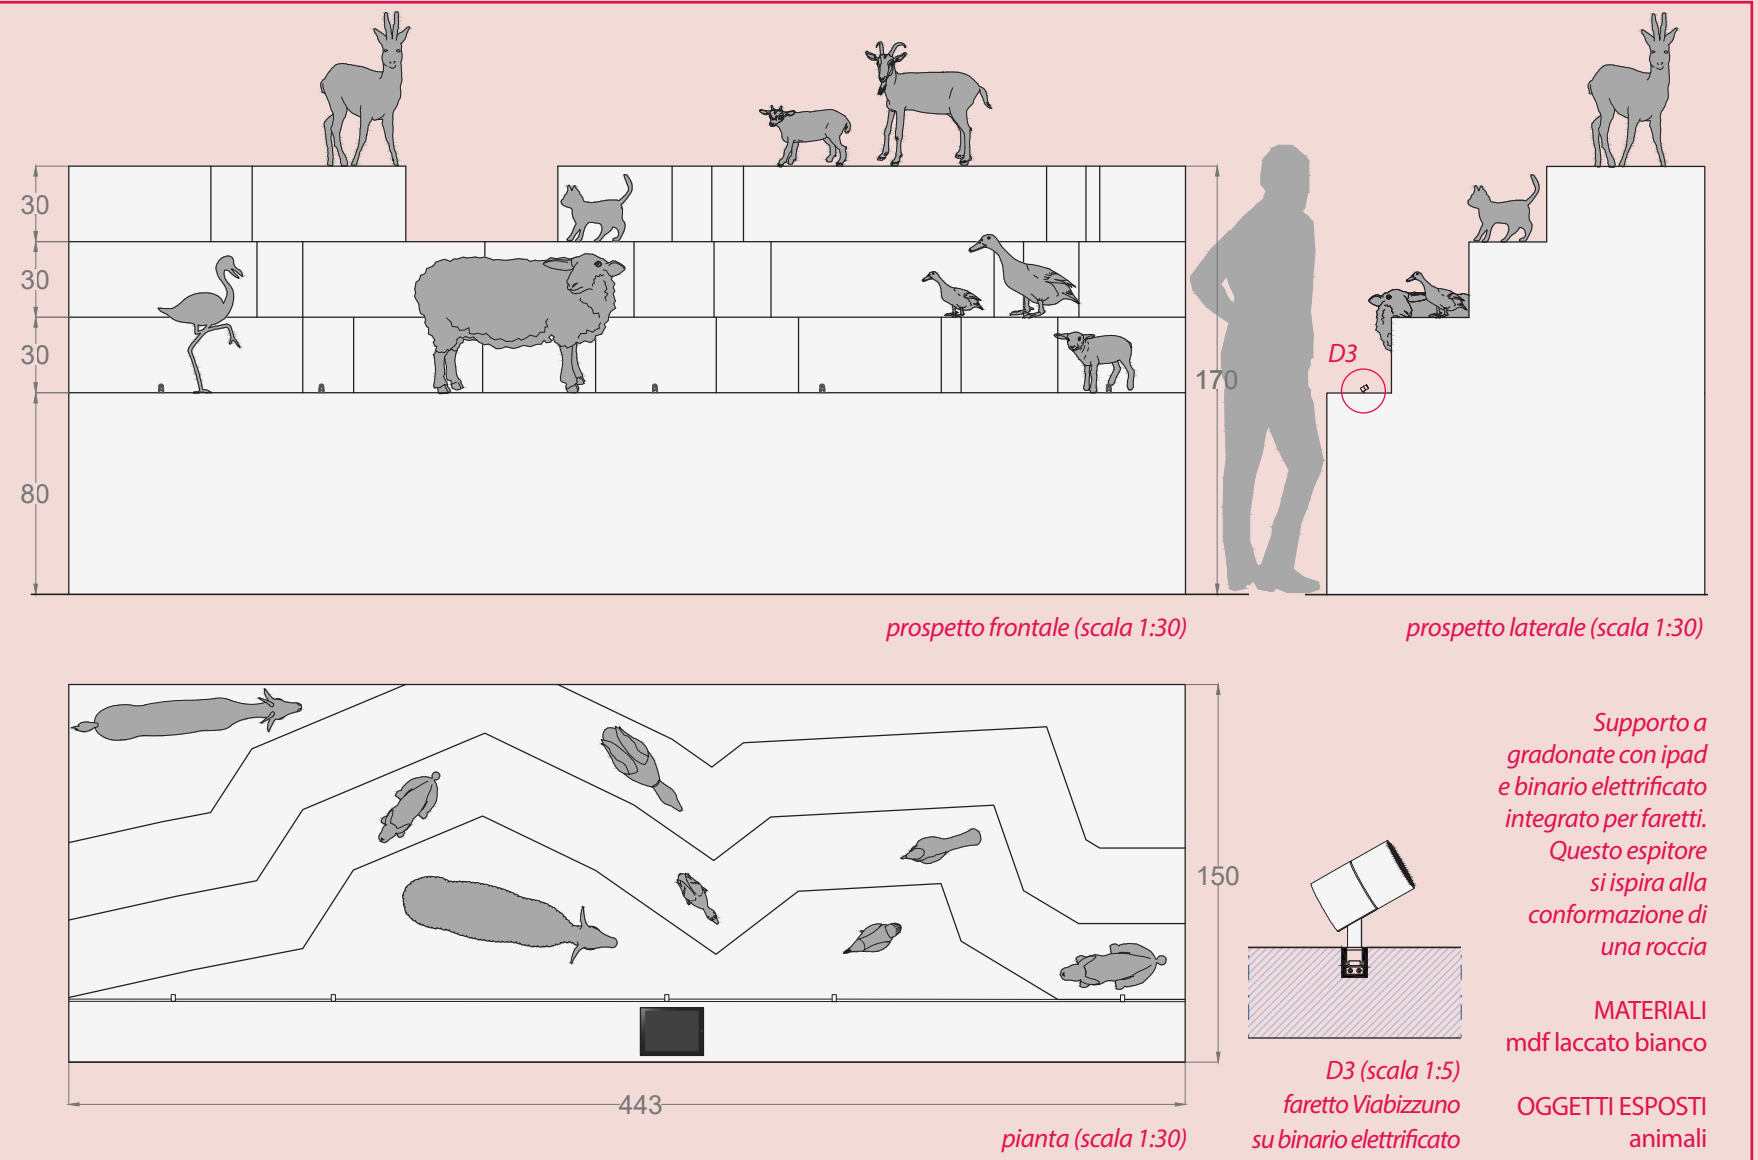 30
30
30
80
170
D3
prospetto frontale (scala 1:30)
prospetto laterale (scala 1:30)
150
443
pianta (scala 1:30)
Supporto a
gradonate con ipad
e binario elettrificato
integrato per faretti.
Questo espitore
si ispira alla
conformazione di
una roccia
MATERIALI
mdf laccato bianco
OGGETTI ESPOSTI
animali
D3 (scala 1:5)
faretto Viabizzuno
su binario elettrificato